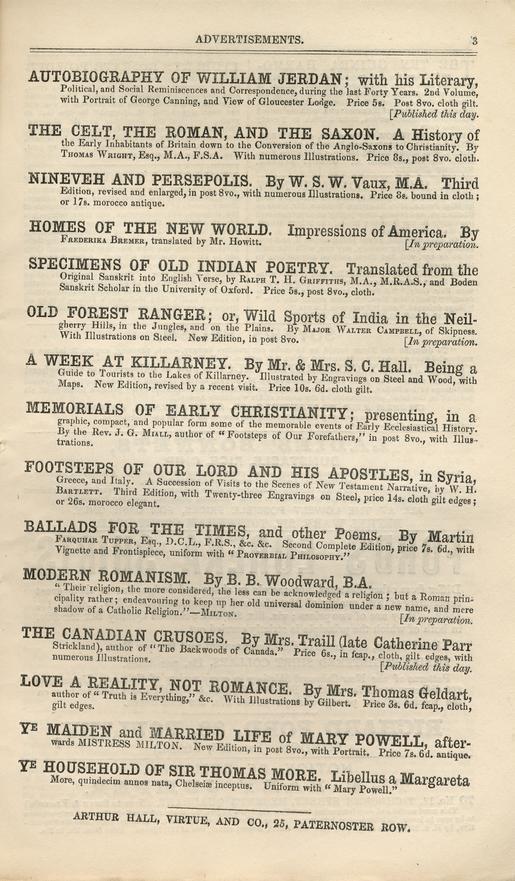 ADVERTISEMENTS. 3
AUTOBIOGRAPHY OF WILLIAM JERDAN; with his Literary,
Political, and Social Reminiscences and Correspondence, during the last Forty Years. 2nd Volume,
with Portrait of George Canning, and View of Gloucester Lodge. Price 5s. Post 8vo. cloth gilt.
[Published this day.
THE CELT, THE ROMAN, AND THE SAXON. A History of
the Early Inhabitants of Britain down to the Conversion of the Anglo-Saxons to Christianity. By
THOMAS WRIGHT, Esq., M.A., F.S.A. With numerous Illustrations. Price 8s., post 8vo. cloth.
NINEVEH AND PERSEPOLIS. By W. S. W. Vaux, M.A. Third
Edition, revised and enlarged, in post 8vo., with numerous Illustrations. Price 8s. bound in cloth;
or 17s. morocco antique.
HOMES OF THE NEW WORLD. Impressions of America. By
FREDERIKA BREMER, translated by Mr. Howitt. [In preparation.
SPECIMENS OF OLD INDIAN POETRY. Translated from the
Original Sanskrit into English Verse, by RALPH T. H. GRIFFITHS, M.A., M.R.A.S., and Boden
Sanskrit Scholar in the University of Oxford. Price 5s., post 8vo., cloth.
OLD FOREST RANGER; or, Wild Sports of India in the Neil-
gherry Hills, in the Jungles, and on the Plains. By MAJOR WALTER CAMPBELL, of Skipness.
With Illustrations on Steel. New Edition, in post 8vo. [In preparation.
A WEEK AT KILLARNEY. By Mr. & Mrs. S. C. Hall. Being a
Guide to Tourists to the Lakes of Killarney. Illustrated by Engravings on Steel and Wood, with
Maps. New Edition, revised by a recent visit. Price 10s. 6d. cloth gilt.
MEMORIALS OF EARLY CHRISTIANITY; presenting, in a
graphic, compact, and popular form some of the memorable events of Early Ecclesiastical History.
By the Rev. J. G. MIALL, author of "Footsteps of Our Forefathers," in post 8vo., with Illus-
trations.
FOOTSTEPS OF OUR LORD AND HIS APOSTLES, in Syria,
Greece, and Italy. A Succession of Visits to the Scenes of New Testament Narrative, by W. H.
BARTLETT. Third Edition, with Twenty-three Engravings on Steel, price 14s. cloth gilt edges;
or 26s. morocco elegant.
BALLADS FOR THE TIMES, and other Poems. By Martin
FARQUHAR TUPPER, Esq., D.C.L., F.R.S., &c. &c. Second Complete Edition, price 7s. 6d., with
Vignette and Frontispiece, uniform with "PROVERBIAL PHILOSOPHY."
MODERN ROMANISM. By B. B. Woodward, B.A.
"Their religion, the more considered, the less can be acknowledged a religion; but a Roman prin-
cipality rather; endeavouring to keep up her old universal dominion under a new name, and mere
shadow of a Catholic Religion."—MILTON. [In preparation.
THE CANADIAN CRUSOES. By Mrs. Traill (late Catherine Parr
Strickland), author of "The Backwoods of Canada." Price 6s., in fcap., cloth, gilt edges, with
numerous Illustrations. [Published this day.
LOVE A REALITY, NOT ROMANCE. By Mrs. Thomas Geldart,
author of "Truth is Everything," &c. With Illustrations by Gilbert. Price 3s. 6d. fcap., cloth,
gilt edges.
YE MAIDEN and MARRIED LIFE of MARY POWELL, after-
wards MISTRESS MILTON. New Edition, in post 8vo., with Portrait. Price 7s. 6d. antique.
YE HOUSEHOLD OF SIR THOMAS MORE. Libellus a Margareta
More, quindecim annos nata, Chelseiæ inceptus. Uniform with "Mary Powell."
ARTHUR HALL, VIRTUE, AND CO., 25, PATERNOSTER ROW.